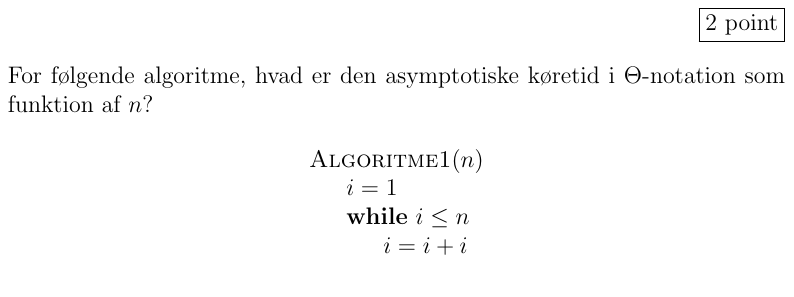 2 point
For følgende algoritme, hvad er den asymptotiske køretid i Θ-notation som
funktion af n?
ALGORITME1(n)
i = 1
while i ≤ n
i = i + i